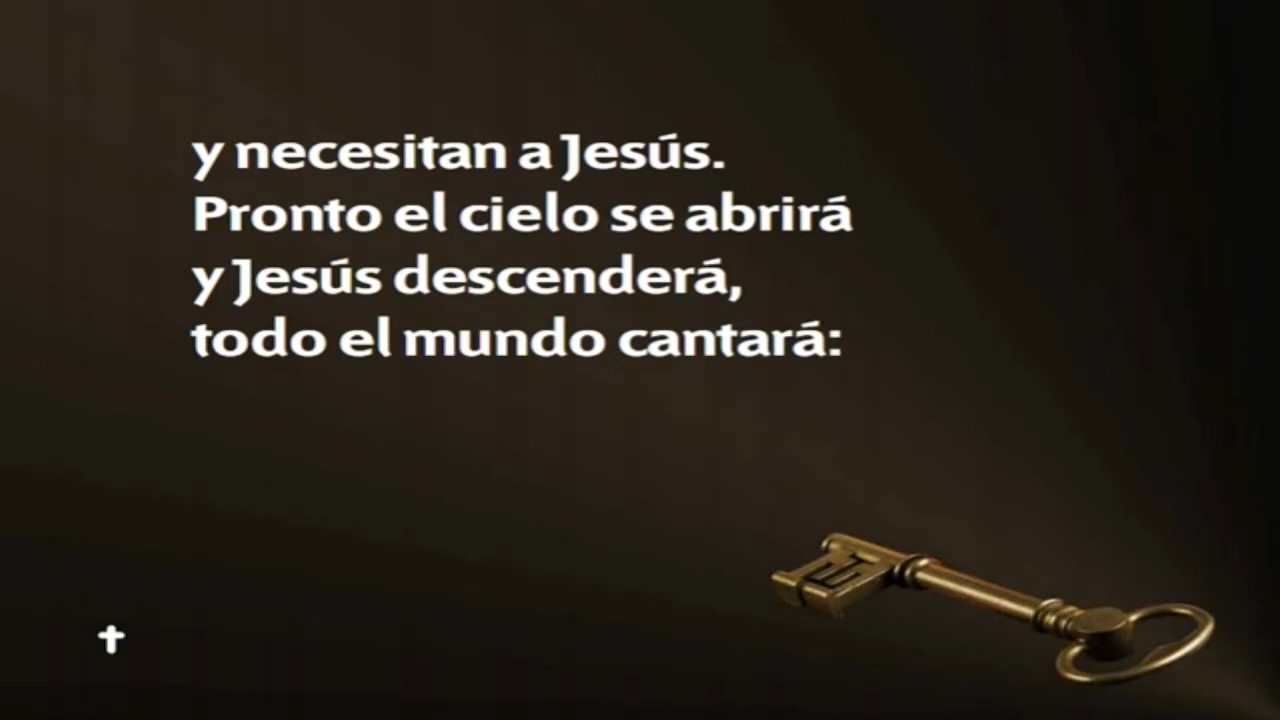 y necesitan a Jesús.
Pronto el cielo se abrirá
y Jesús descenderá,
todo el mundo cantará: